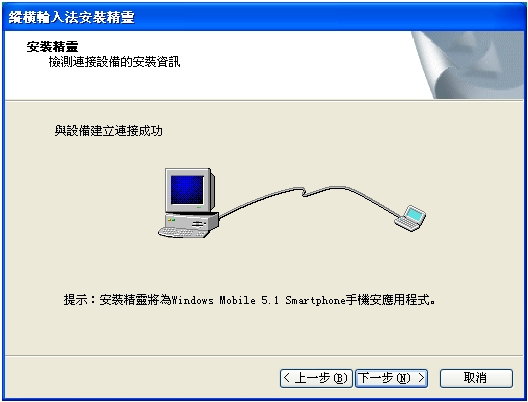 縱橫輸入法安裝精靈
安裝精靈
檢測連接設備的安裝資訊
與設備建立連接成功
提示：安裝精靈將為Windows Mobile 5.1 Smartphone手機安應用程式。
< 上一步(B)
下一步(N) >
取消